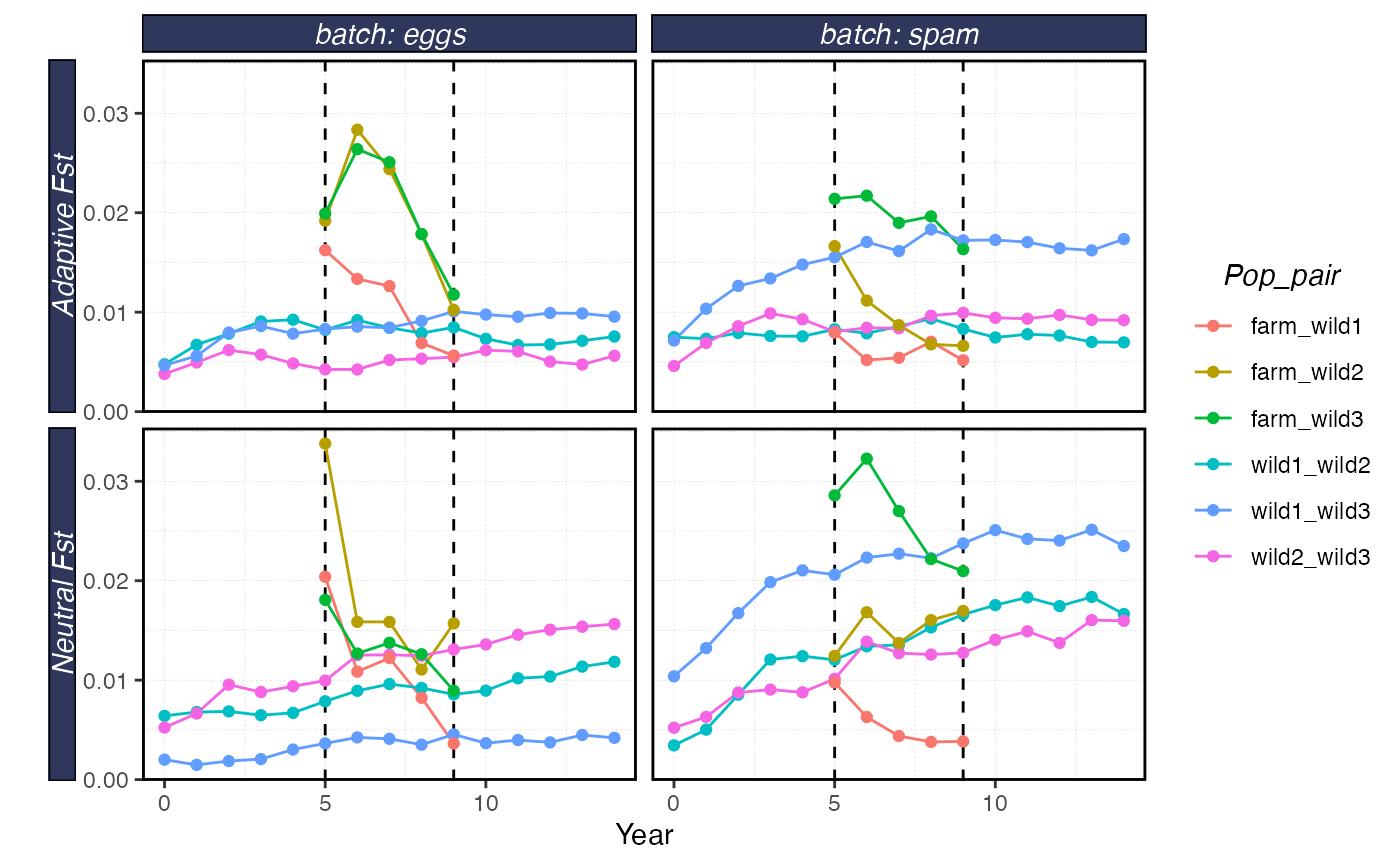 batch: eggs
batch: spam
Adaptive Fst
0.03
0.02
0.01
0.00
Neutral Fst
0.03
0.02
0.01
0.00
0
5
10
0
5
10
Year
Pop_pair
farm_wild1
farm_wild2
farm_wild3
wild1_wild2
wild1_wild3
wild2_wild3